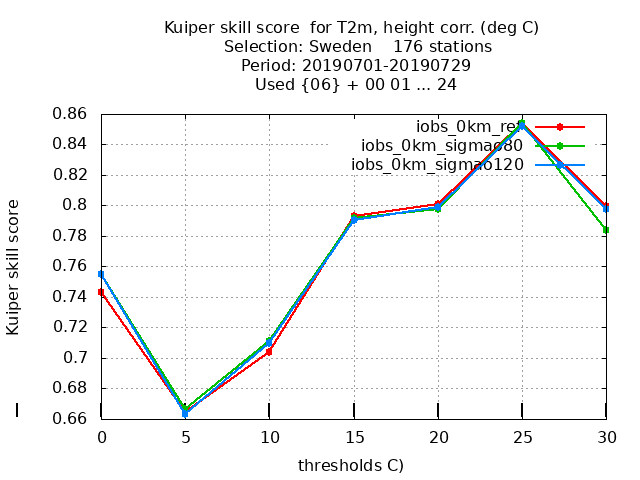 Kuiper skill score  for T2m, height corr. (deg C)
Selection: Sweden    176 stations
Period: 20190701-20190729
Used {06} + 00 01 ... 24
0.86
0.84
0.82
0.8
0.78
0.76
0.74
0.72
0.7
0.68
0.66
Kuiper skill score
iobs_0km_ref
iobs_0km_sigmao80
iobs_0km_sigmao120
0 5 10 15 20 25 30
thresholds C)